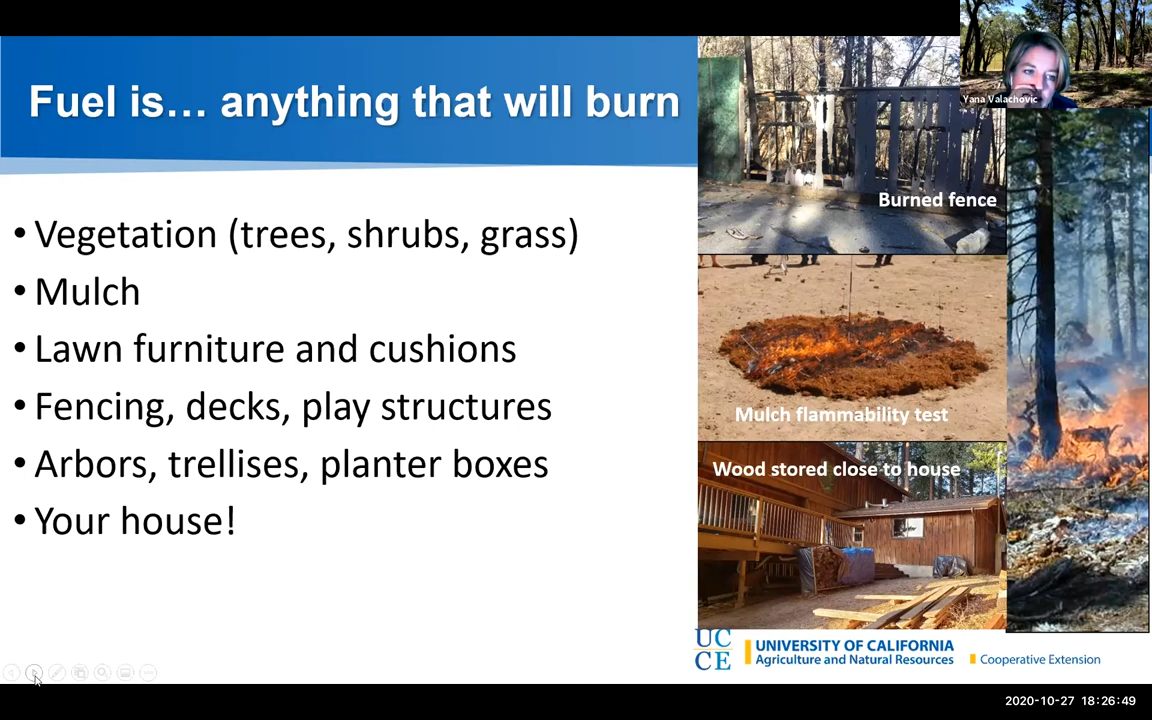 Fuel is… anything that will burn
• Vegetation (trees, shrubs, grass)
• Mulch
• Lawn furniture and cushions
• Fencing, decks, play structures
• Arbors, trellises, planter boxes
• Your house!
Yana Valachovic
Burned fence
Mulch flammability test
Wood stored close to house
UC
CE
UNIVERSITY OF CALIFORNIA
Agriculture and Natural Resources
Cooperative Extension
2020-10-27 18:26:49